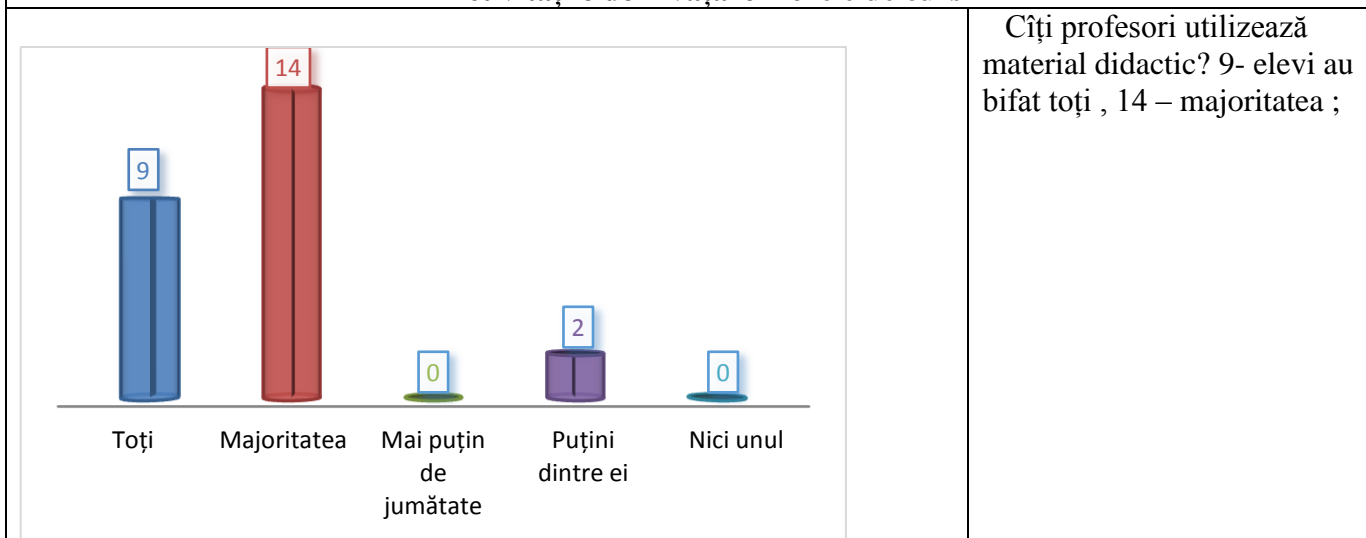 Cîți profesori utilizează
material didactic? 9- elevi au
bifat toți , 14 – majoritatea ;
14
9
2
0
0
Toți
Majoritatea
Mai puțin
de
jumătate
Puțini
dintre ei
Nici unul